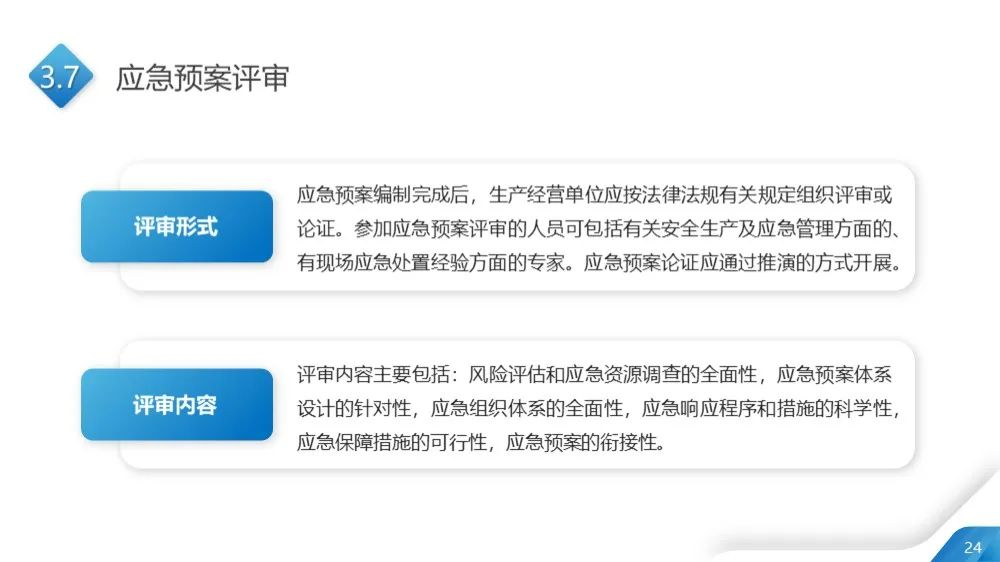 3.7 应急预案评审
评审形式
应急预案编制完成后，生产经营单位应按法律法规有关规定组织评审或
论证。参加应急预案评审的人员可包括有关安全生产及应急管理方面的、
有现场应急处置经验方面的专家。应急预案论证应通过推演的方式开展。
评审内容
评审内容主要包括：风险评估和应急资源调查的全面性，应急预案体系
设计的针对性，应急组织体系的全面性，应急响应程序和措施的科学性，
应急保障措施的可行性，应急预案的衔接性。
24